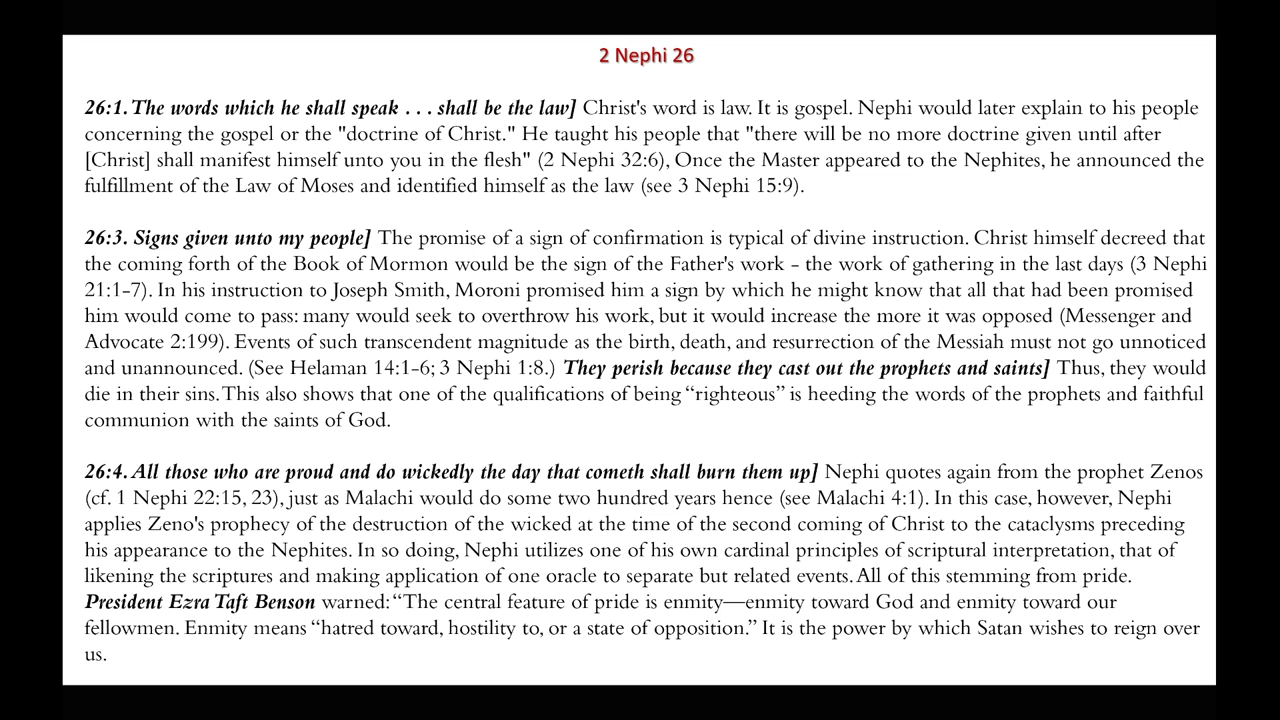 2 Nephi 26
26:1. The words which he shall speak . . . shall be the law] Christ's word is law. It is gospel. Nephi would later explain to his people
concerning the gospel or the "doctrine of Christ." He taught his people that "there will be no more doctrine given until after
[Christ] shall manifest himself unto you in the flesh" (2 Nephi 32:6), Once the Master appeared to the Nephites, he announced the
fulfillment of the Law of Moses and identified himself as the law (see 3 Nephi 15:9).
26:3. Signs given unto my people] The promise of a sign of confirmation is typical of divine instruction. Christ himself decreed that
the coming forth of the Book of Mormon would be the sign of the Father's work - the work of gathering in the last days (3 Nephi
21:1-7). In his instruction to Joseph Smith, Moroni promised him a sign by which he might know that all that had been promised
him would come to pass: many would seek to overthrow his work, but it would increase the more it was opposed (Messenger and
Advocate 2:199). Events of such transcendent magnitude as the birth, death, and resurrection of the Messiah must not go unnoticed
and unannounced. (See Helaman 14:1-6; 3 Nephi 1:8.) They perish because they cast out the prophets and saints] Thus, they would
die in their sins. This also shows that one of the qualifications of being “righteous” is heeding the words of the prophets and faithful
communion with the saints of God.
26:4. All those who are proud and do wickedly the day that cometh shall burn them up] Nephi quotes again from the prophet Zenos
(cf. 1 Nephi 22:15, 23), just as Malachi would do some two hundred years hence (see Malachi 4:1). In this case, however, Nephi
applies Zeno's prophecy of the destruction of the wicked at the time of the second coming of Christ to the cataclysms preceding
his appearance to the Nephites. In so doing, Nephi utilizes one of his own cardinal principles of scriptural interpretation, that of
likening the scriptures and making application of one oracle to separate but related events. All of this stemming from pride.
President Ezra Taft Benson warned: “The central feature of pride is enmity—enmity toward God and enmity toward our
fellowmen. Enmity means “hatred toward, hostility to, or a state of opposition.” It is the power by which Satan wishes to reign over
us.